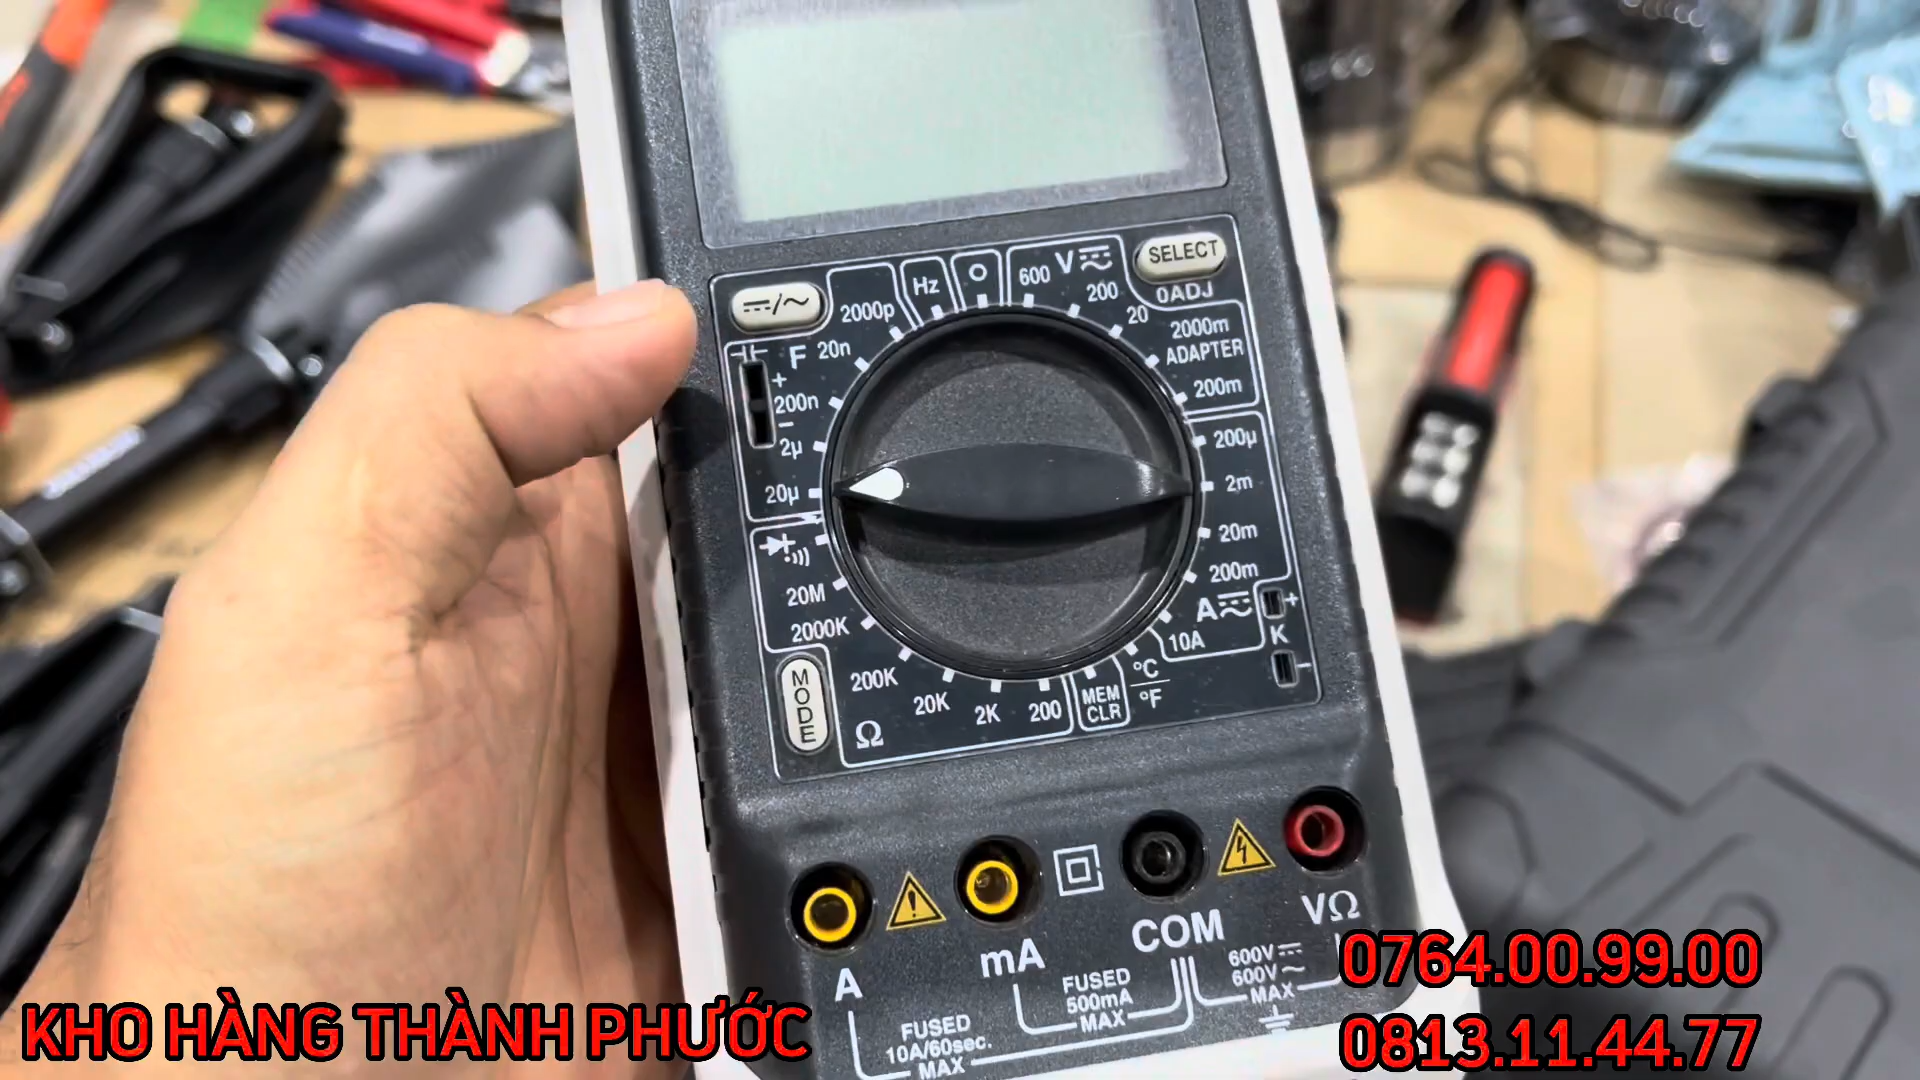 SELECT
0ADJ
V
600
200
20
2000m
ADAPTER
200m
200µ
2m
20m
200m
A
10A
K
+
−
°C
°F
MEM
CLR
200
2K
20K
200K
Ω
2000K
20M
20µ
2µ
200n
20n
2000p
F
+
−
Hz
O
/~
MODE
A
mA
COM
VΩ
FUSED
10A/60sec.
MAX
FUSED
500mA
MAX
600V
600V~
MAX
KHO HÀNG THÀNH PHƯỚC
0764.00.99.00
0813.11.44.77